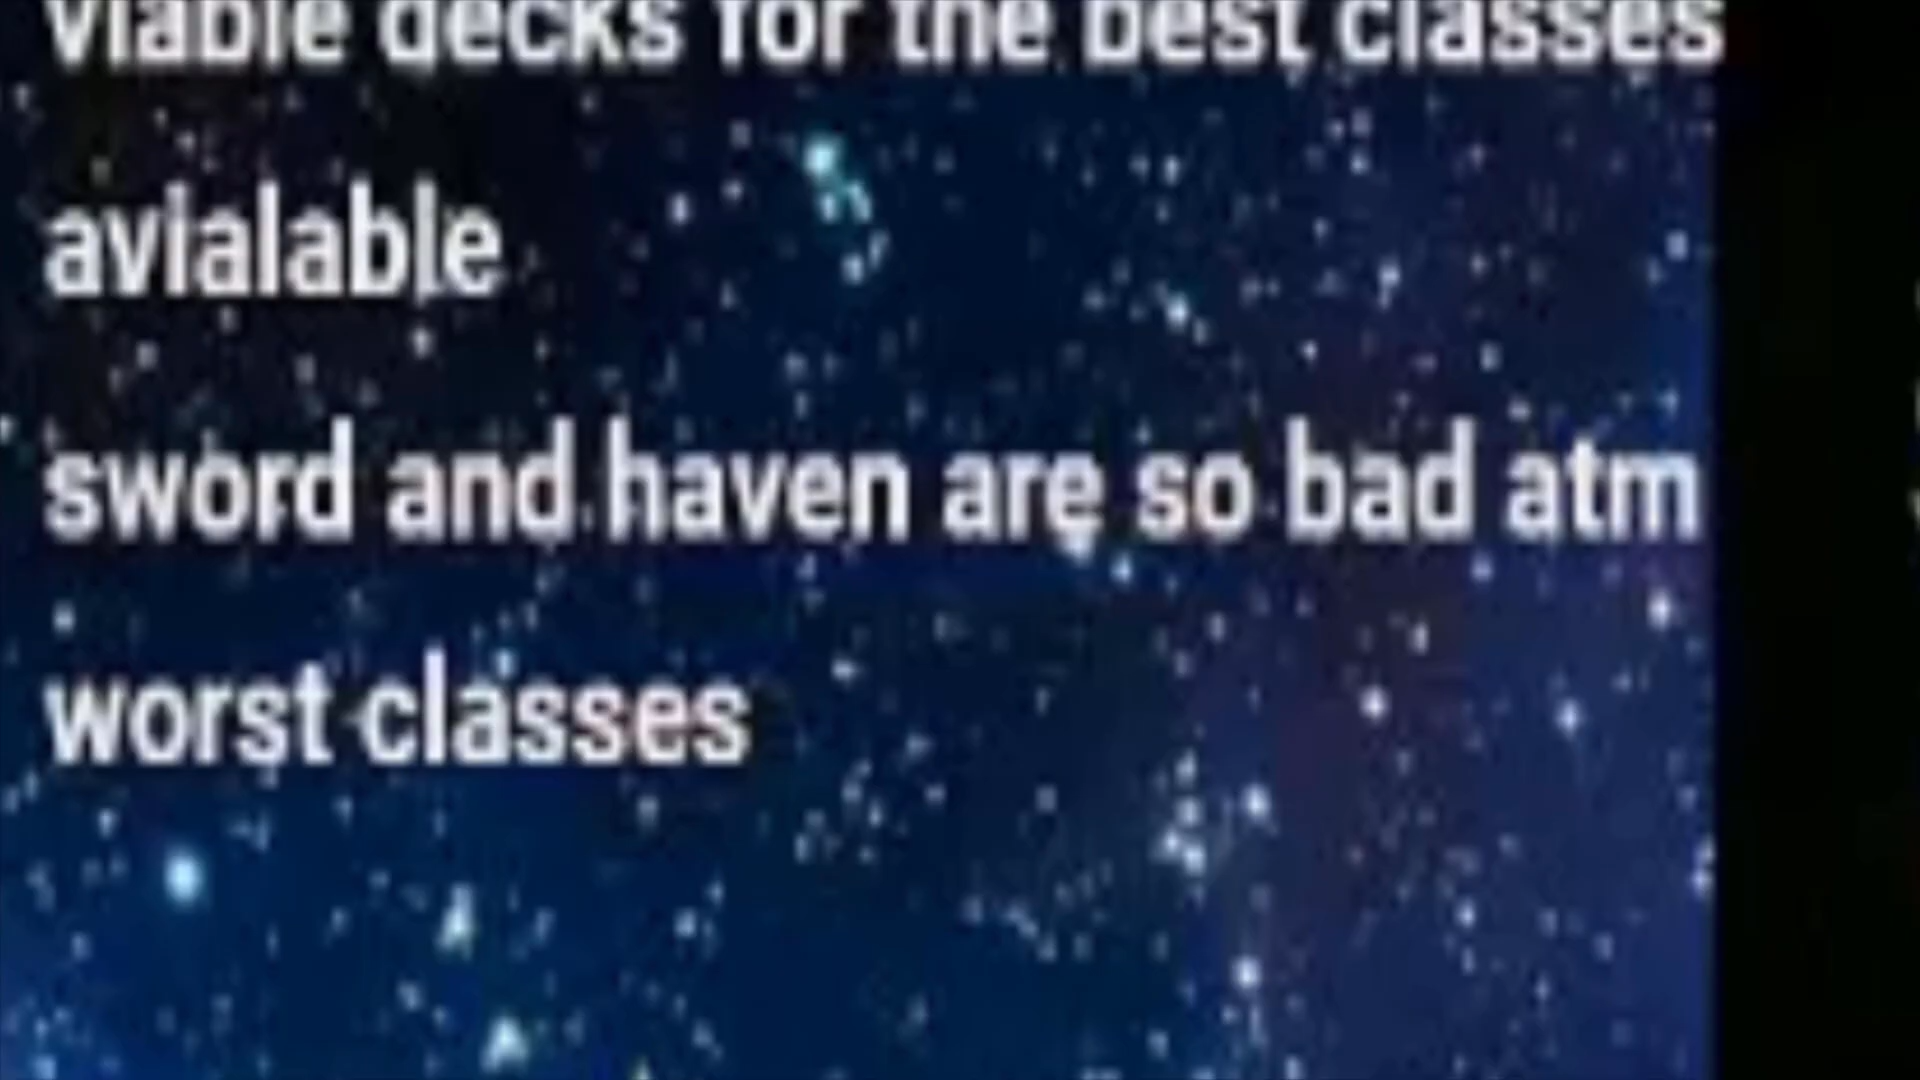 viable decks for the best classes
avialable
sword and haven are so bad atm
worst classes